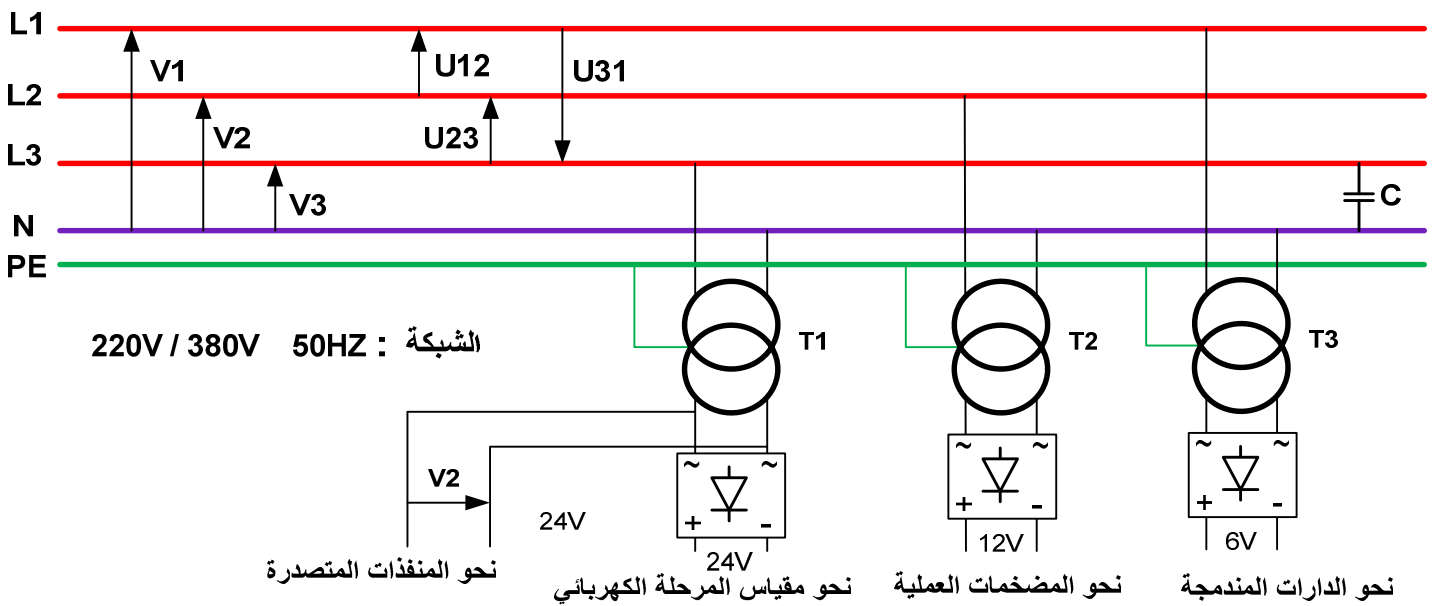 L1
V1
U12
U31
L2
V2
U23
L3
V3
C
N
PE
الشبكة : 220V / 380V 50HZ
T1
T2
T3
~ ~
~ ~
~ ~
V2
24V
+ -
+ -
+ -
24V
12V
6V
نحو المنفذات المتصدرة
نحو مقياس المرحلة الكهربائي
نحو المضخمات العملية
نحو الدارات المندمجة